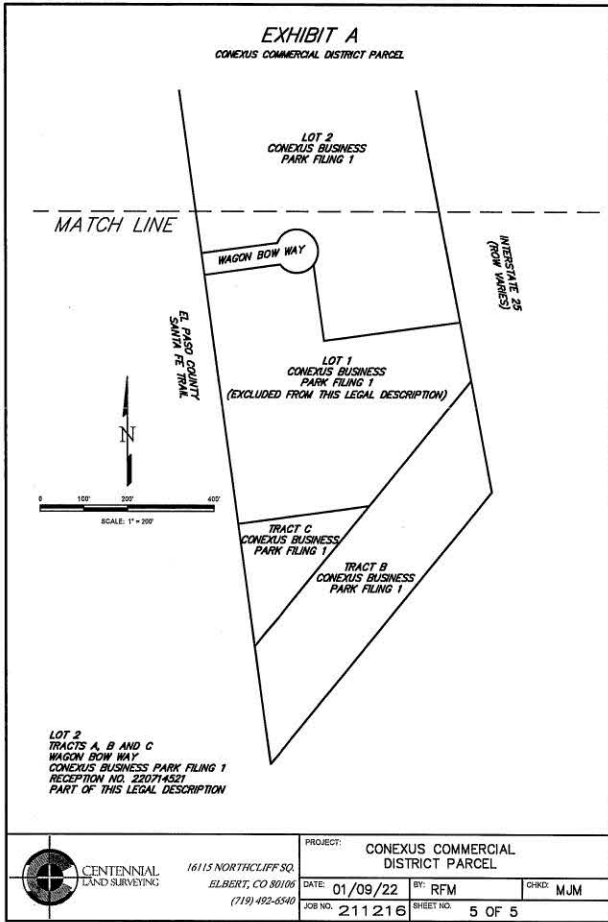 EXHIBIT A
CONEXUS COMMERCIAL DISTRICT PARCEL
LOT 2
CONEXUS BUSINESS
PARK FILING 1
MATCH LINE
WAGON BOW WAY
INTERSTATE 25
(ROW VARIES)
EL PASO COUNTY
SANTA FE TRAIL
LOT 1
CONEXUS BUSINESS
PARK FILING 1
(EXCLUDED FROM THIS LEGAL DESCRIPTION)
N
0 100' 200' 400'
SCALE: 1" = 200'
TRACT C
CONEXUS BUSINESS
PARK FILING 1
TRACT B
CONEXUS BUSINESS
PARK FILING 1
LOT 2
TRACTS A, B AND C
WAGON BOW WAY
CONEXUS BUSINESS PARK FILING 1
RECEPTION NO. 220714521
PART OF THIS LEGAL DESCRIPTION
CENTENNIAL
LAND SURVEYING
16115 NORTHCLIFF SQ.
ELBERT, CO 80106
(719) 492-6540
PROJECT: CONEXUS COMMERCIAL
DISTRICT PARCEL
DATE: 01/09/22 BY: RFM CHKD: MJM
JOB NO. 211216 SHEET NO. 5 OF 5